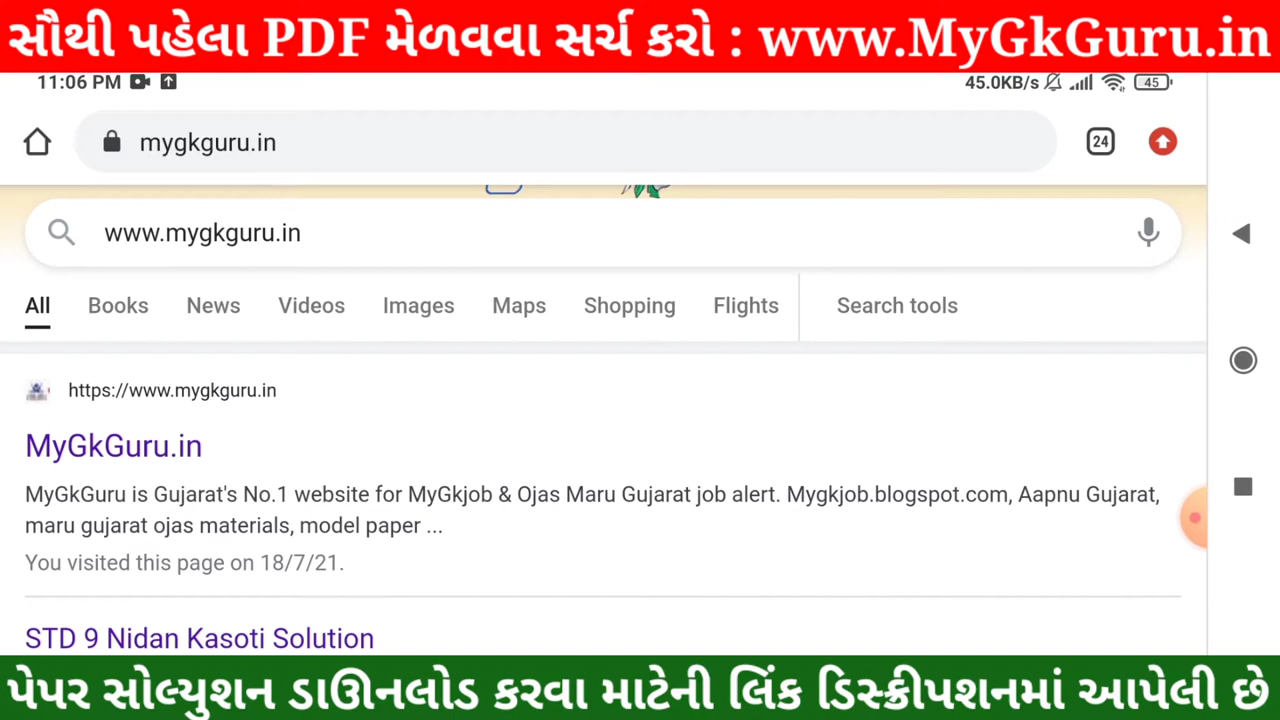 સૌથી પહેલા PDF મેળવવા સર્ચ કરો : www.MyGkGuru.in
11:06 PM 45.0KB/s 45
mygkguru.in 24
www.mygkguru.in
All Books News Videos Images Maps Shopping Flights Search tools
https://www.mygkguru.in
MyGkGuru.in
MyGkGuru is Gujarat's No.1 website for MyGkjob & Ojas Maru Gujarat job alert. Mygkjob.blogspot.com, Aapnu Gujarat,
maru gujarat ojas materials, model paper ...
You visited this page on 18/7/21.
STD 9 Nidan Kasoti Solution
પેપર સોલ્યુશન ડાઊનલોડ કરવા માટેની લિંક ડિસ્ક્રીપશનમાં આપેલી છે